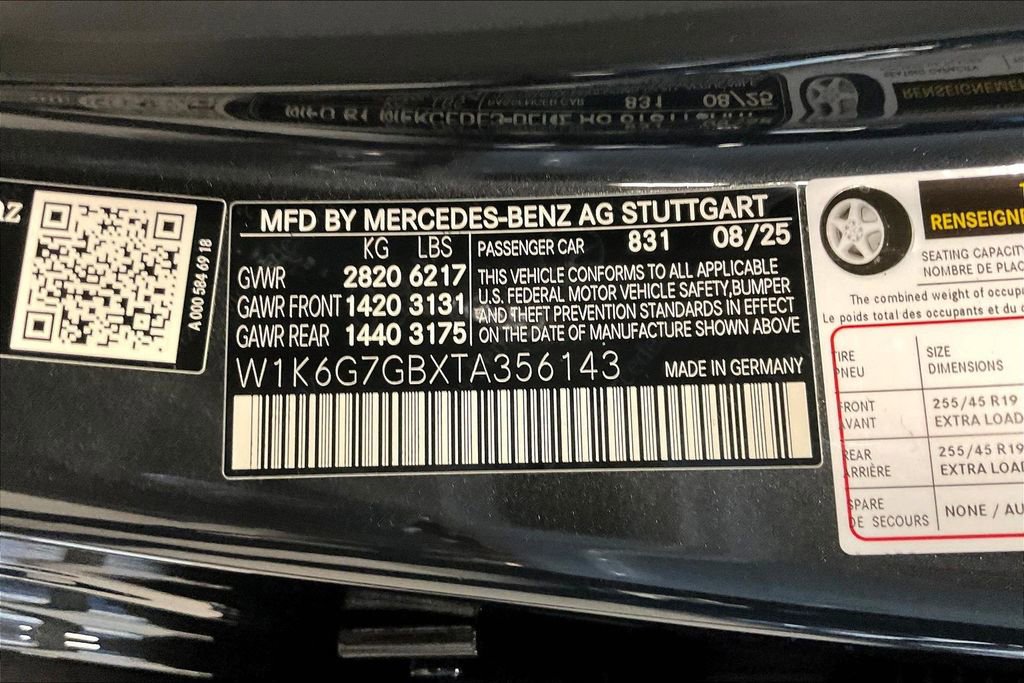 MFD BY MERCEDES-BENZ AG STUTTGART
KG LBS
GVWR 2820 6217
GAWR FRONT 1420 3131
GAWR REAR 1440 3175
PASSENGER CAR 831 08/25
THIS VEHICLE CONFORMS TO ALL APPLICABLE
U.S. FEDERAL MOTOR VEHICLE SAFETY,BUMPER
AND THEFT PREVENTION STANDARDS IN EFFECT
ON THE DATE OF MANUFACTURE SHOWN ABOVE
W1K6G7GBXTA356143 MADE IN GERMANY
A 000 584 69 18
SEATING CAPACITY
NOMBRE DE PLAC
The combined weight of occup
Le poids total des occupants et du
TIRE SIZE
PNEU DIMENSIONS
FRONT 255/45 R19
AVANT EXTRA LOAD
REAR 255/45 R19
ARRIÈRE EXTRA LOAD
SPARE NONE / AU
DE SECOURS
RENSEIGNE